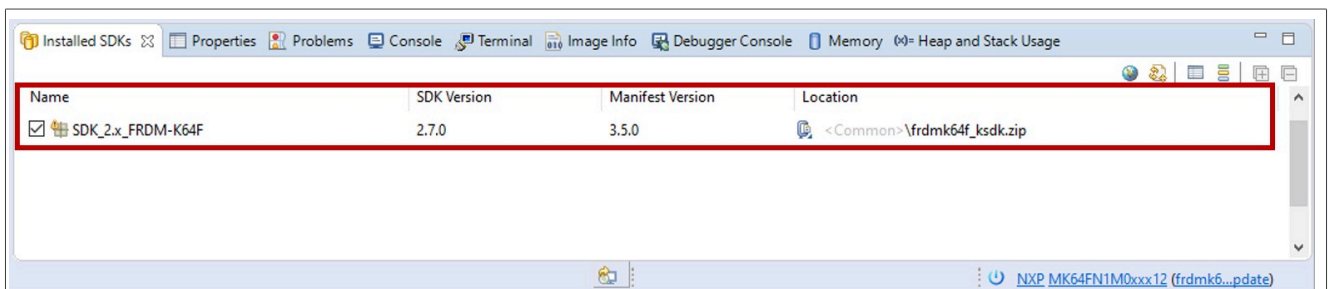 Installed SDKs Properties Problems Console Terminal Image Info Debugger Console Memory (x)= Heap and Stack Usage
Name SDK Version Manifest Version Location
SDK_2.x_FRDM-K64F 2.7.0 3.5.0 <Common>\frdmk64f_ksdk.zip
NXP MK64FN1M0xxx12 (frdmk6...pdate)